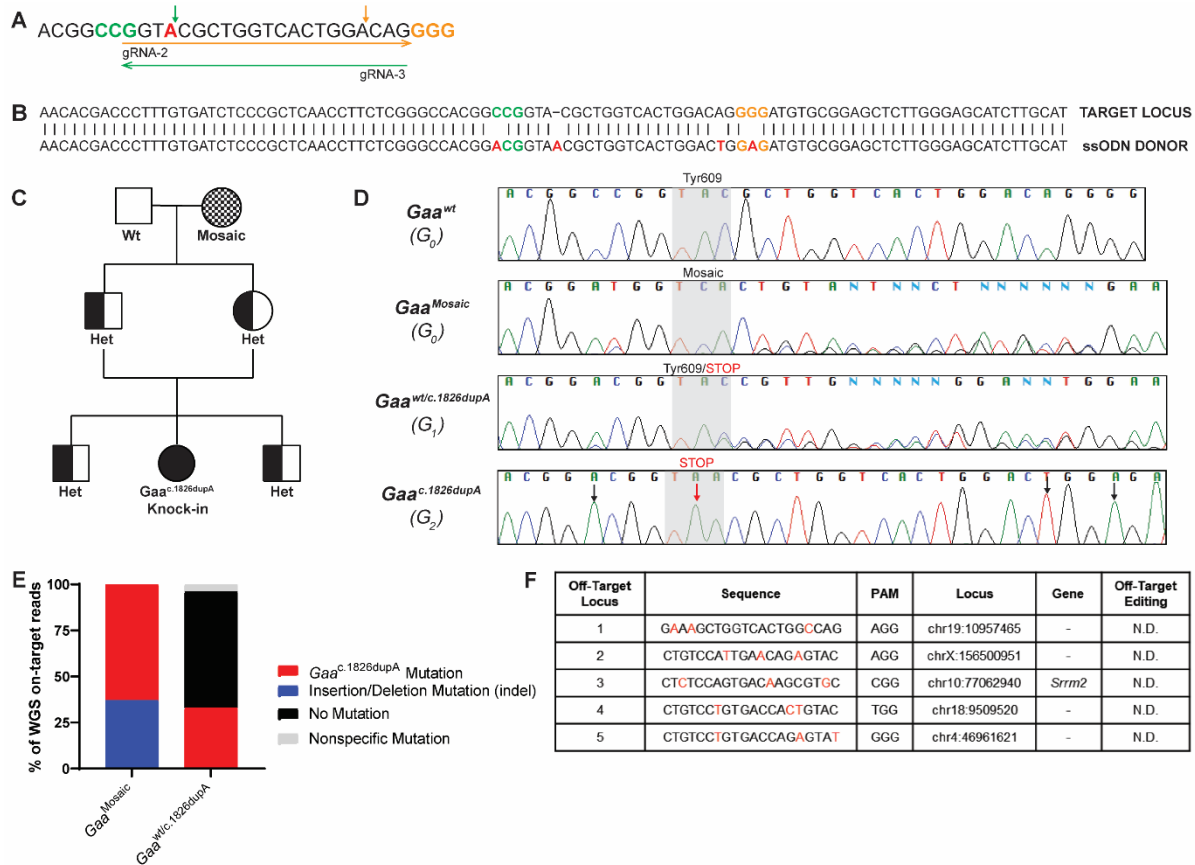 A
ACGGCCGGTACGCTGGTCACTGGACAGGGG
gRNA-2
gRNA-3
B
AACACGACCCTTTGTGATCTCCCGCTCAACCTTCTCGGGCCACGGCCGGTA-CGCTGGTCACTGGACAGGGGATGTGCGGAGCTCTTGGGAGCATCTTGCAT TARGET LOCUS
AACACGACCCTTTGTGATCTCCCGCTCAACCTTCTCGGGCCACGGACGGTAACGCTGGTCACTGGACTGGAGATGTGCGGAGCTCTTGGGAGCATCTTGCAT ssODN DONOR
C
Wt
Mosaic
Het
Het
Het
Gaa^c.1826dupA
Knock-in
Het
D
Gaa^wt
(G0)
Tyr609
A C G G C C G G T A C G C T G G T C A C T G G A C A G G G G
Gaa^Mosaic
(G0)
Mosaic
A C G G A T G G T C A C T G T A N T N N C T N N N N N N G A A
Gaa^wt/c.1826dupA
(G1)
Tyr609/STOP
A C G G A C G G T A C C G T T G N N N N N G G A N N T G G A A
Gaa^c.1826dupA
(G2)
STOP
A C G G A C G G T A A C G C T G G T C A C T G G A C T G G A G A
E
% of WGS on-target reads
100
75
50
25
0
Gaa^Mosaic
Gaa^wt/c.1826dupA
Gaa^c.1826dupA Mutation
Insertion/Deletion Mutation (indel)
No Mutation
Nonspecific Mutation
F
Off-Target Locus Sequence PAM Locus Gene Off-Target Editing
1 GAAAGCTGGTCACTGGCCAG AGG chr19:10957465 - N.D.
2 CTGTCCATTGAACAGAGTAC AGG chrX:156500951 - N.D.
3 CTCTCCAGTGACAAGCGTGC CGG chr10:77062940 Srrm2 N.D.
4 CTGTCCTGTGACCACTGTAC TGG chr18:9509520 - N.D.
5 CTGTCCTGTGACCAGAGTAT GGG chr4:46961621 - N.D.